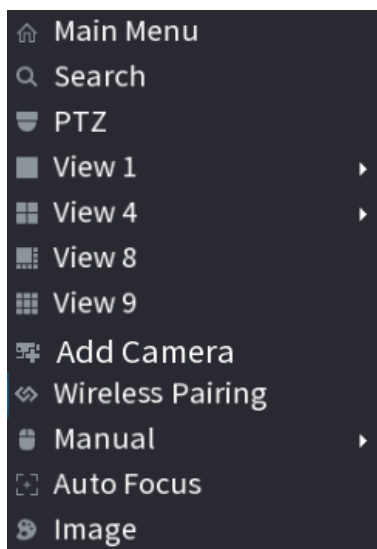 Main Menu
Search
PTZ
View 1
View 4
View 8
View 9
Add Camera
Wireless Pairing
Manual
Auto Focus
Image